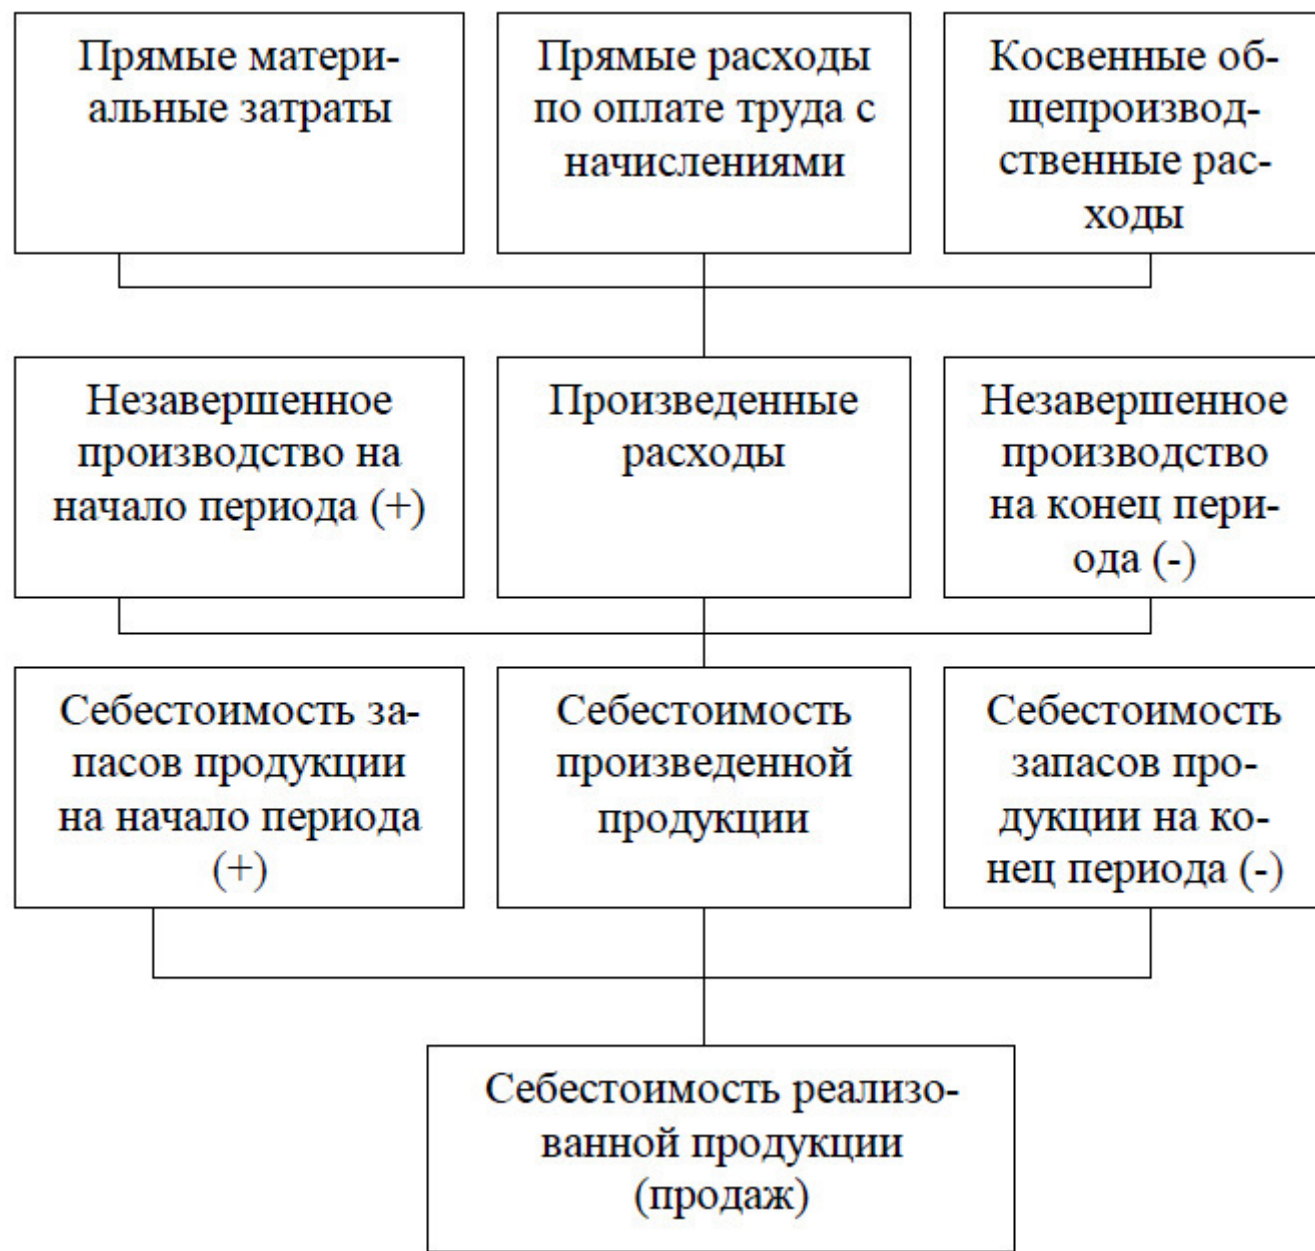 Прямые матери-
альные затраты
Прямые расходы
по оплате труда с
начислениями
Косвенные об-
щепроизвод-
ственные рас-
ходы
Незавершенное
производство на
начало периода (+)
Произведенные
расходы
Незавершенное
производство
на конец пери-
ода (-)
Себестоимость за-
пасов продукции
на начало периода
(+)
Себестоимость
произведенной
продукции
Себестоимость
запасов про-
дукции на ко-
нец периода (-)
Себестоимость реализо-
ванной продукции
(продаж)